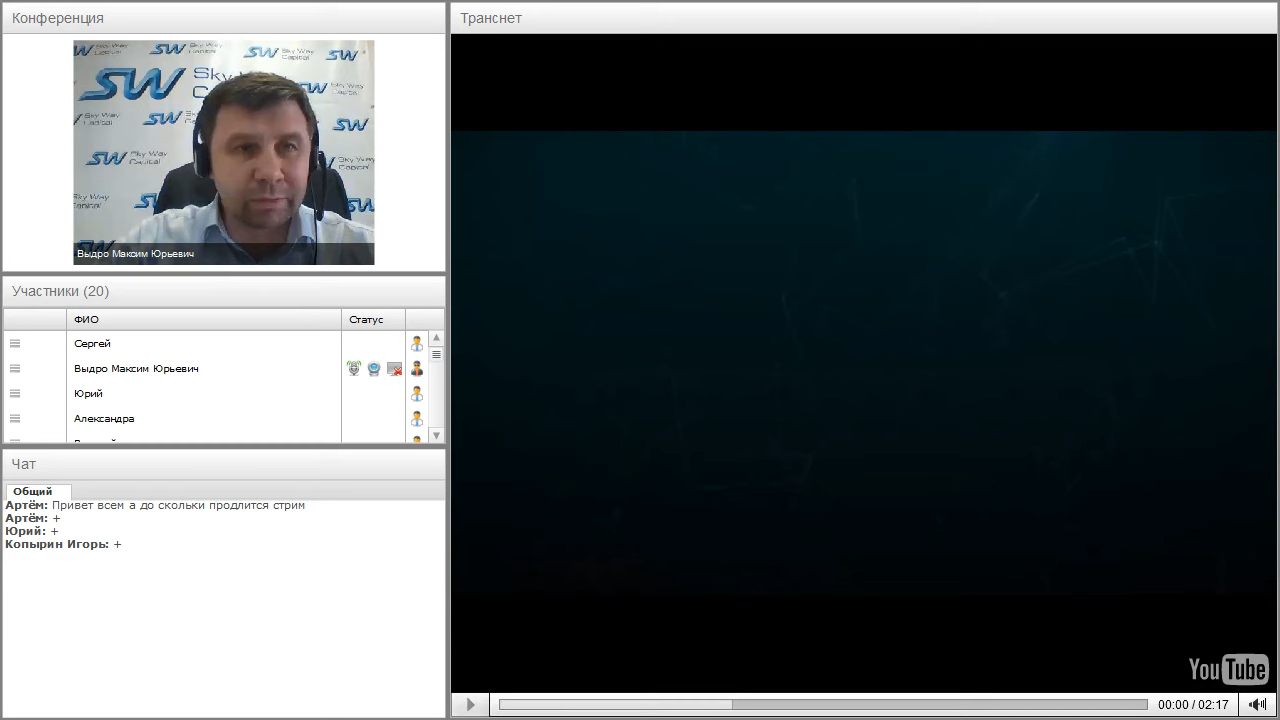 Конференция
SW
Sky Way
Capital
Выдро Максим Юрьевич
Участники (20)
ФИО
Статус
Сергей
Выдро Максим Юрьевич
Юрий
Александра
Чат
Общий
Артём: Привет всем а до скольки продлится стрим
Артём: +
Юрий: +
Копырин Игорь: +
Транснет
YouTube
00:00 / 02:17